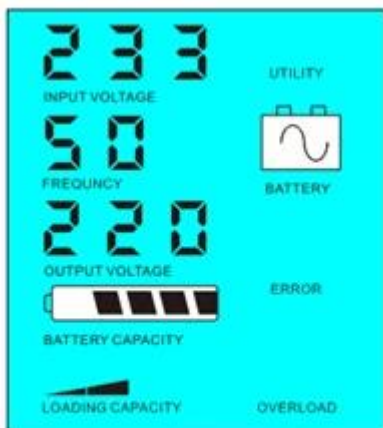 233
UTILITY
INPUT VOLTAGE
50
FREQUNCY
BATTERY
220
OUTPUT VOLTAGE
ERROR
BATTERY CAPACITY
LOADING CAPACITY
OVERLOAD